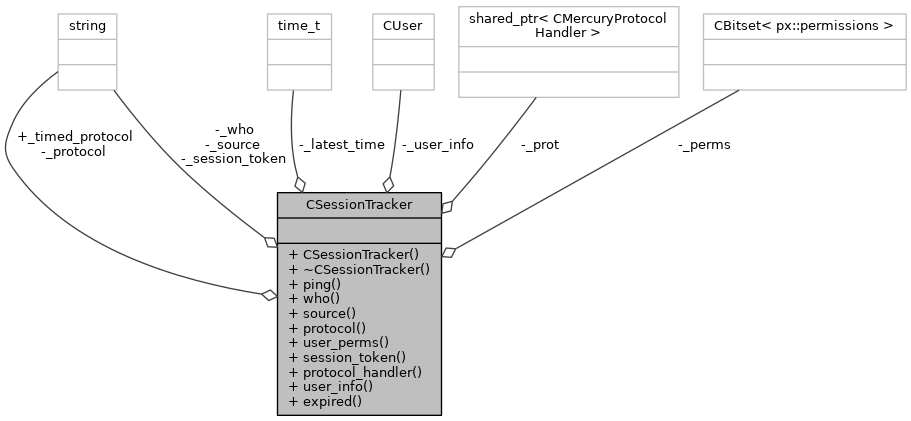 string
time_t
CUser
shared_ptr< CMercuryProtocol
Handler >
CBitset< px::permissions >
+_timed_protocol
-_protocol
-_who
-_source
-_session_token
-_latest_time
-_user_info
-_prot
-_perms
CSessionTracker
+ CSessionTracker()
+ ~CSessionTracker()
+ ping()
+ who()
+ source()
+ protocol()
+ user_perms()
+ session_token()
+ protocol_handler()
+ user_info()
+ expired()